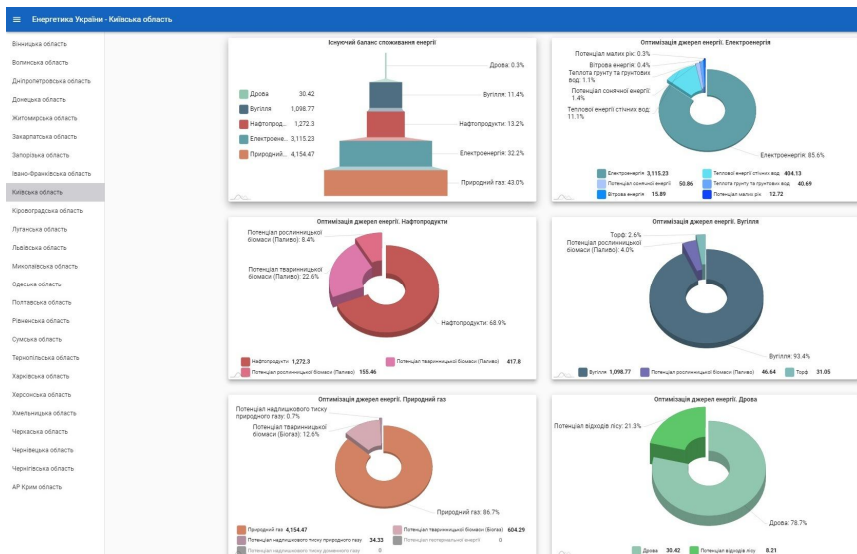 Енергетика України - Київська область
Вінницька область
Волинська область
Дніпропетровська область
Донецька область
Житомирська область
Закарпатська область
Запорізька область
Івано-Франківська область
Київська область
Кіровоградська область
Луганська область
Львівська область
Миколаївська область
Одеська область
Полтавська область
Рівненська область
Сумська область
Тернопільська область
Харківська область
Херсонська область
Хмельницька область
Черкаська область
Чернівецька область
Чернігівська область
АР Крим область
Існуючий баланс споживання енергії
Дрова 30.42
Вугілля 1,098.77
Нафтопрод... 1,272.3
Електроене... 3,115.23
Природний... 4,154.47
Дрова: 0.3%
Вугілля: 11.4%
Нафтопродукти: 13.2%
Електроенергія: 32.2%
Природний газ: 43.0%
Оптимізація джерел енергії. Електроенергія
Потенціал малих рік: 0.3%
Вітрова енергія: 0.4%
Теплота грунту та грунтових
вод: 1.1%
Потенціал сонячної енергії:
1.4%
Теплової енергії стічних вод:
11.1%
Електроенергія: 85.6%
Електроенергія 3,115.23 Теплової енергії стічних вод 404.13
Потенціал сонячної енергії 50.86 Теплота грунту та грунтових вод 40.69
Вітрова енергія 15.89 Потенціал малих рік 12.72
Оптимізація джерел енергії. Нафтопродукти
Потенціал рослинницької
біомаси (Паливо): 8.4%
Потенціал тваринницької
біомаси (Паливо): 22.6%
Нафтопродукти: 68.9%
Нафтопродукти 1,272.3 Потенціал тваринницької біомаси (Паливо) 417.8
Потенціал рослинницької біомаси (Паливо) 155.46
Оптимізація джерел енергії. Вугілля
Торф: 2.6%
Потенціал рослинницької
біомаси (Паливо): 4.0%
Вугілля: 93.4%
Вугілля 1,098.77 Потенціал рослинницької біомаси (Паливо) 46.64 Торф 31.05
Оптимізація джерел енергії. Природний газ
Потенціал надлишкового тиску
природного газу: 0.7%
Потенціал тваринницької
біомаси (Біогаз): 12.6%
Природний газ: 86.7%
Природний газ 4,154.47 Потенціал тваринницької біомаси (Біогаз) 604.29
Потенціал надлишкового тиску природного газу 34.33 Потенціал геотермальної енергії 0
Потенціал надлишкового тиску доменного газу 0
Оптимізація джерел енергії. Дрова
Потенціал відходів лісу: 21.3%
Дрова: 78.7%
Дрова 30.42 Потенціал відходів лісу 8.21